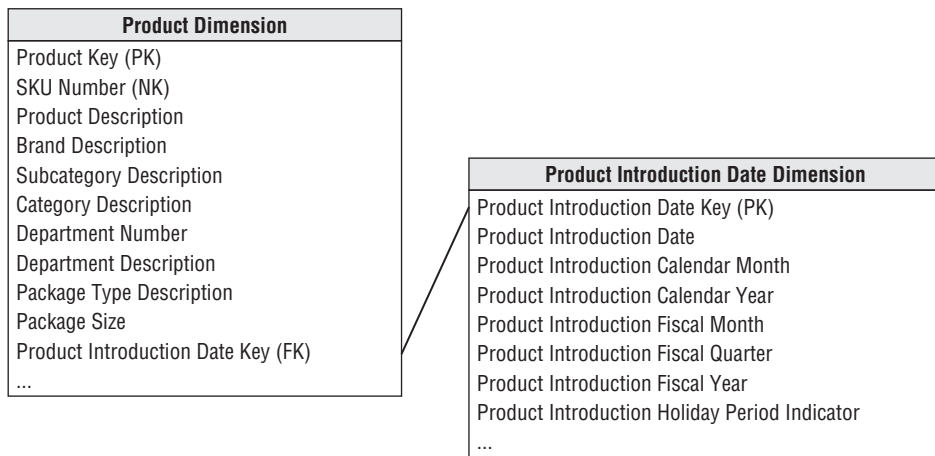 Product Dimension
Product Key (PK)
SKU Number (NK)
Product Description
Brand Description
Subcategory Description
Category Description
Department Number
Department Description
Package Type Description
Package Size
Product Introduction Date Key (FK)
...
Product Introduction Date Dimension
Product Introduction Date Key (PK)
Product Introduction Date
Product Introduction Calendar Month
Product Introduction Calendar Year
Product Introduction Fiscal Month
Product Introduction Fiscal Quarter
Product Introduction Fiscal Year
Product Introduction Holiday Period Indicator
...